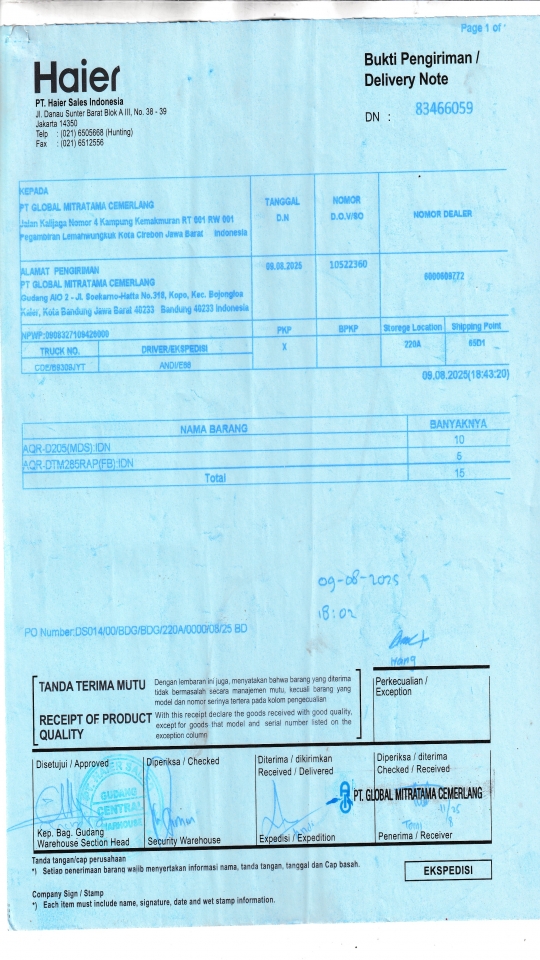 Page 1 of
Haier
PT. Haier Sales Indonesia
Jl. Danau Sunter Barat Blok A III, No. 38 - 39
Jakarta 14350
Telp : (021) 6505668 (Hunting)
Fax : (021) 6512556
Bukti Pengiriman /
Delivery Note
DN : 83466059
KEPADA
PT GLOBAL MITRATAMA CEMERLANG
Jalan Kalijaga Nomor 4 Kampung Kemakmuran RT 001 RW 001
Pegambiran Lemahwungkuk Kota Cirebon Jawa Barat Indonesia
TANGGAL
D.N
NOMOR
D.O.V/SO
NOMOR DEALER
ALAMAT PENGIRIMAN
PT GLOBAL MITRATAMA CEMERLANG
Gudang AIO 2 - Jl. Soekarno-Hatta No.318, Kopo, Kec. Bojongloa
Kaler, Kota Bandung Jawa Barat 40233 Bandung 40233 Indonesia
09.08.2025
10522360
NPWP:0908327109426000
PKP
BPKP
Storege Location
Shipping Point
TRUCK NO.
DRIVER/EKSPEDISI
X
220A
ANDI/E88
09.08.2025(18:43:20)
NAMA BARANG
BANYAKNYA
AQR-D205(MDS):IDN
10
AQR-DTM285RAP(FB):IDN
5
Total
15
09-08-2025
18:02
PO Number:DS014/00/BDG/BDG/220A/0000/08/25 BD
TANDA TERIMA MUTU
Dengan lembaran ini juga, menyatakan bahwa barang yang diterima
tidak bermasalah secara manajemen mutu, kecuali barang yang
model dan nomor serinya tertera pada kolom pengecualian
RECEIPT OF PRODUCT
QUALITY
With this receipt declare the goods received with good quality,
except for goods that model and serial number listed on the
exception column
Perkecualian /
Exception
Disetujui / Approved
Diperiksa / Checked
Diterima / dikirimkan
Received / Delivered
Diperiksa / diterima
Checked / Received
GUDANG
CENTRAL
PT. GLOBAL MITRATAMA CEMERLANG
Kep. Bag. Gudang
Warehouse Section Head
Security Warehouse
Expedisi / Expedition
Penerima / Receiver
Tanda tangan/cap perusahaan
*) Setiap penerimaan barang wajib menyertakan informasi nama, tanda tangan, tanggal dan Cap basah.
EKSPEDISI
Company Sign / Stamp
*) Each item must include name, signature, date and wet stamp information.